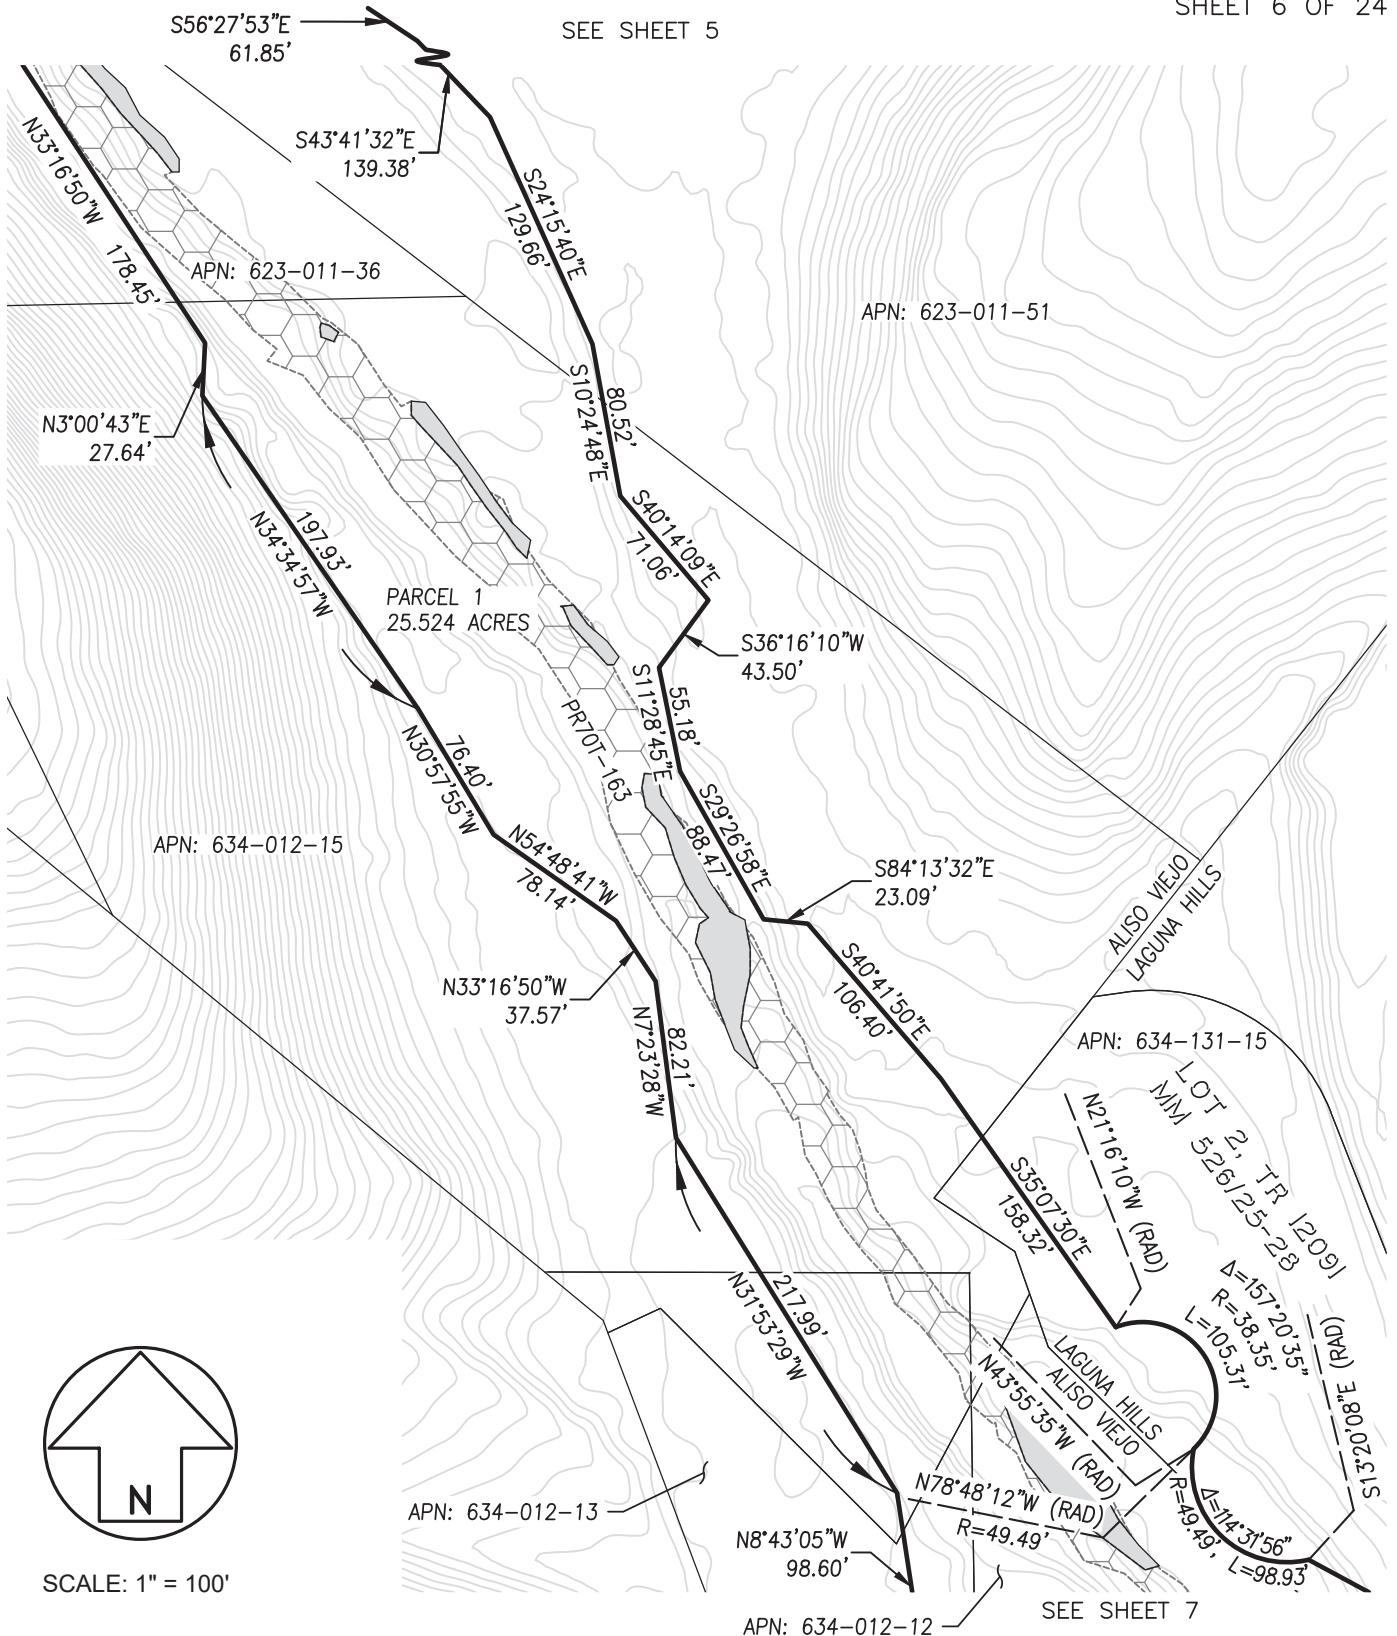 SHEET 6 OF 24
SEE SHEET 5
S56°27'53"E
61.85'
S43°41'32"E
139.38'
N33°16'50"W
178.45'
S24°15'40"E
129.66'
APN: 623-011-36
APN: 623-011-51
S10°24'48"E
80.52'
N3°00'43"E
27.64'
S40°14'09"E
71.06'
197.93'
N34°34'57"W
PARCEL 1
25.524 ACRES
S36°16'10"W
43.50'
S11°28'45"E
55.18'
PR70T-163
76.40'
N30°57'55"W
S29°26'58"E
88.47'
APN: 634-012-15
N54°48'41"W
78.14'
S84°13'32"E
23.09'
ALISO VIEJO
LAGUNA HILLS
S40°41'50"E
106.40'
N33°16'50"W
37.57'
82.21'
N7°23'28"W
APN: 634-131-15
LOT 2, TR 12091
MM 526/25-28
N21°16'10"W (RAD)
S35°07'30"E
158.32'
Δ=157°20'35"
R=38.35'
L=105.31'
217.99'
N31°53'29"W
LAGUNA HILLS
ALISO VIEJO
N43°55'35"W (RAD)
S13°20'08"E (RAD)
N78°48'12"W (RAD)
R=49.49'
Δ=114°31'56"
R=49.49'
L=98.93'
N
APN: 634-012-13
N8°43'05"W
98.60'
SCALE: 1" = 100'
SEE SHEET 7
APN: 634-012-12